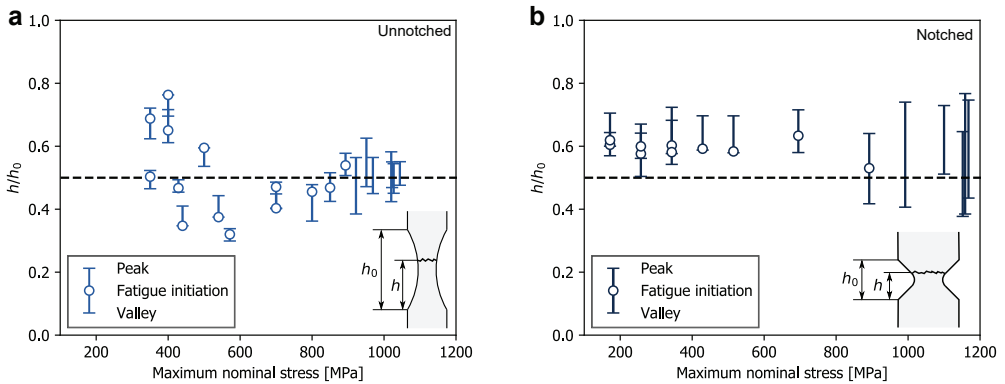 a
Unnotched
1.0
0.8
0.6
0.4
0.2
0.0
h/h0
200 400 600 800 1000 1200
Maximum nominal stress [MPa]
Peak
Fatigue initiation
Valley
h0
h
b
Notched
1.0
0.8
0.6
0.4
0.2
0.0
h/h0
200 400 600 800 1000 1200
Maximum nominal stress [MPa]
Peak
Fatigue initiation
Valley
h0
h